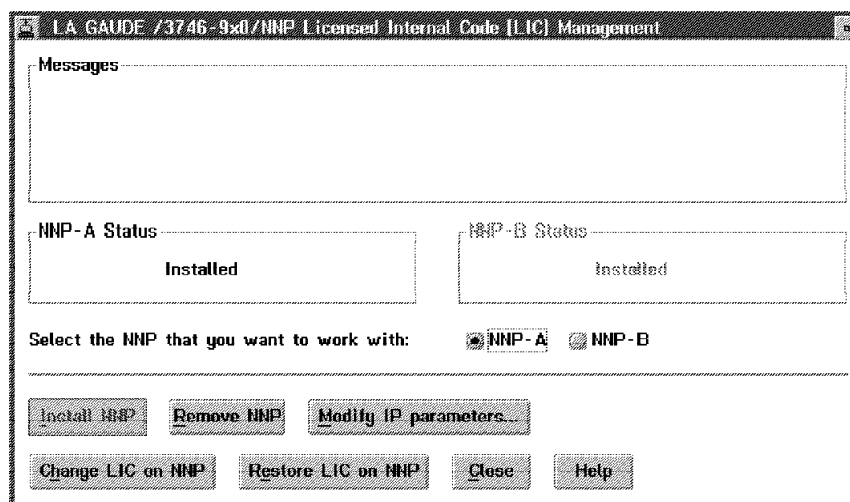 LA GAUDE /3746-9x0/NNP Licensed Internal Code [LIC] Management
Messages
NNP-A Status
NNP-B Status
Installed
Installed
Select the NNP that you want to work with:
NNP-A
NNP-B
Install NNP
Remove NNP
Modify IP parameters...
Change LIC on NNP
Restore LIC on NNP
Close
Help